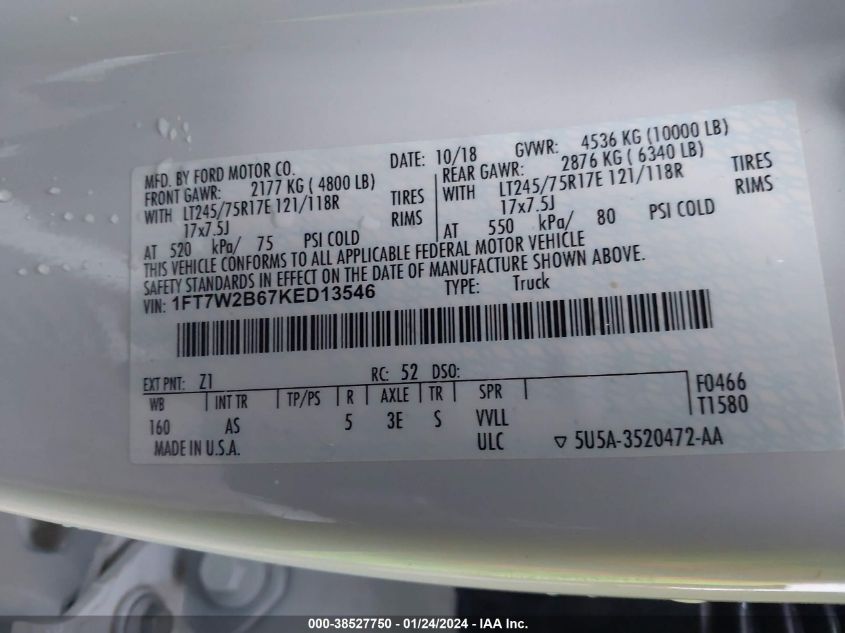 MFD. BY FORD MOTOR CO.
DATE: 10/18 GVWR: 4536 KG (10000 LB)
FRONT GAWR: 2177 KG ( 4800 LB)
REAR GAWR: 2876 KG ( 6340 LB)
WITH LT245/75R17E 121/118R TIRES
WITH LT245/75R17E 121/118R TIRES
17x7.5J RIMS
17x7.5J RIMS
AT 520 kPa/ 75 PSI COLD
AT 550 kPa/ 80 PSI COLD
THIS VEHICLE CONFORMS TO ALL APPLICABLE FEDERAL MOTOR VEHICLE
SAFETY STANDARDS IN EFFECT ON THE DATE OF MANUFACTURE SHOWN ABOVE.
VIN: 1FT7W2B67KED13546 TYPE: Truck
EXT PNT: Z1 RC: 52 DSO:
WB INT TR TP/PS R AXLE TR SPR
160 AS 5 3E S VVLL
F0466
T1580
MADE IN U.S.A. ULC 5U5A-3520472-AA
000-38527750 - 01/24/2024 - IAA Inc.